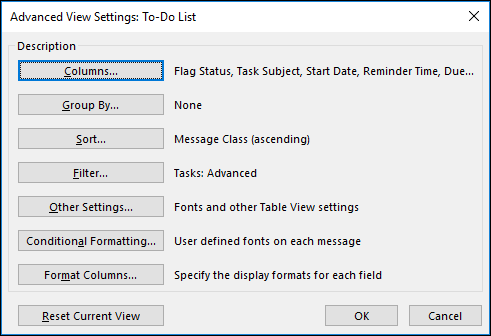 Advanced View Settings: To-Do List
Description
Columns... Flag Status, Task Subject, Start Date, Reminder Time, Due...
Group By... None
Sort... Message Class (ascending)
Filter... Tasks: Advanced
Other Settings... Fonts and other Table View settings
Conditional Formatting... User defined fonts on each message
Format Columns... Specify the display formats for each field
Reset Current View OK Cancel